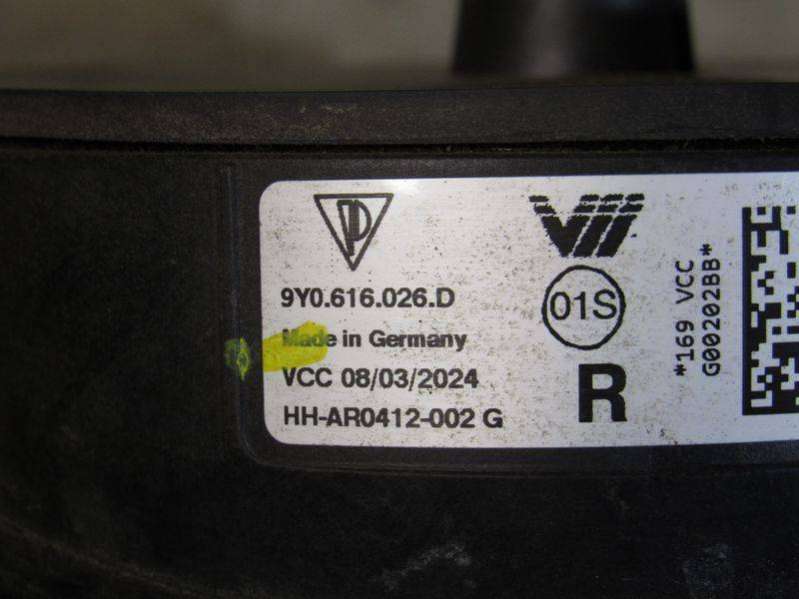 9Y0.616.026.D
Made in Germany
VCC 08/03/2024
HH-AR0412-002 G
01S
R
*169 VCC
G00202BB*